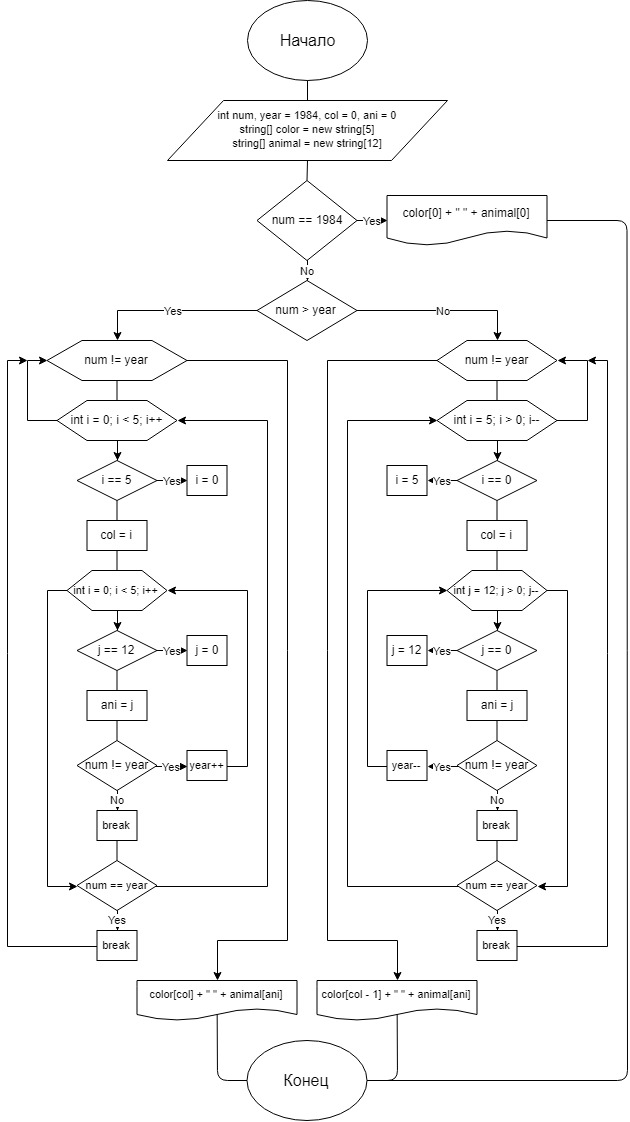 Начало
int num, year = 1984, col = 0, ani = 0
string[] color = new string[5]
string[] animal = new string[12]
num == 1984
Yes
color[0] + " " + animal[0]
No
num > year
Yes
No
num != year
int i = 0; i < 5; i++
i == 5
Yes
i = 0
col = i
int i = 0; i < 5; i++
j == 12
Yes
j = 0
ani = j
num != year
Yes
year++
No
break
num == year
Yes
break
color[col] + " " + animal[ani]
num != year
int i = 5; i > 0; i--
i == 0
Yes
i = 5
col = i
int j = 12; j > 0; j--
j == 0
Yes
j = 12
ani = j
num != year
Yes
year--
No
break
num == year
Yes
break
color[col - 1] + " " + animal[ani]
Конец